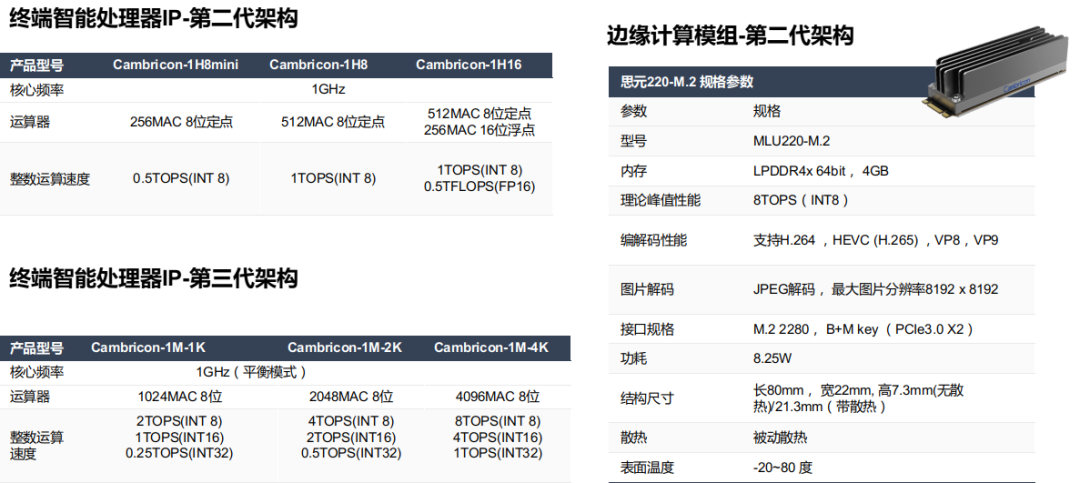 终端智能处理器IP-第二代架构
产品型号 Cambricon-1H8mini Cambricon-1H8 Cambricon-1H16
核心频率 1GHz
运算器 256MAC 8位定点 512MAC 8位定点 512MAC 8位定点
256MAC 16位浮点
整数运算速度 0.5TOPS(INT 8) 1TOPS(INT 8) 1TOPS(INT 8)
0.5TFLOPS(FP16)
终端智能处理器IP-第三代架构
产品型号 Cambricon-1M-1K Cambricon-1M-2K Cambricon-1M-4K
核心频率 1GHz（平衡模式）
运算器 1024MAC 8位 2048MAC 8位 4096MAC 8位
整数运算
速度
2TOPS(INT 8) 4TOPS(INT 8) 8TOPS(INT 8)
1TOPS(INT16) 2TOPS(INT16) 4TOPS(INT16)
0.25TOPS(INT32) 0.5TOPS(INT32) 1TOPS(INT32)
边缘计算模组-第二代架构
Cambricon
思元220-M.2 规格参数
参数 规格
型号 MLU220-M.2
内存 LPDDR4x 64bit ，4GB
理论峰值性能 8TOPS（INT8）
编解码性能 支持H.264 ，HEVC (H.265) ，VP8，VP9
图片解码 JPEG解码 ，最大图片分辨率8192 x 8192
接口规格 M.2 2280 ，B+M key （PCIe3.0 X2）
功耗 8.25W
结构尺寸 长80mm ，宽22mm, 高7.3mm(无散
热)/21.3mm（带散热）
散热 被动散热
表面温度 -20~80 度